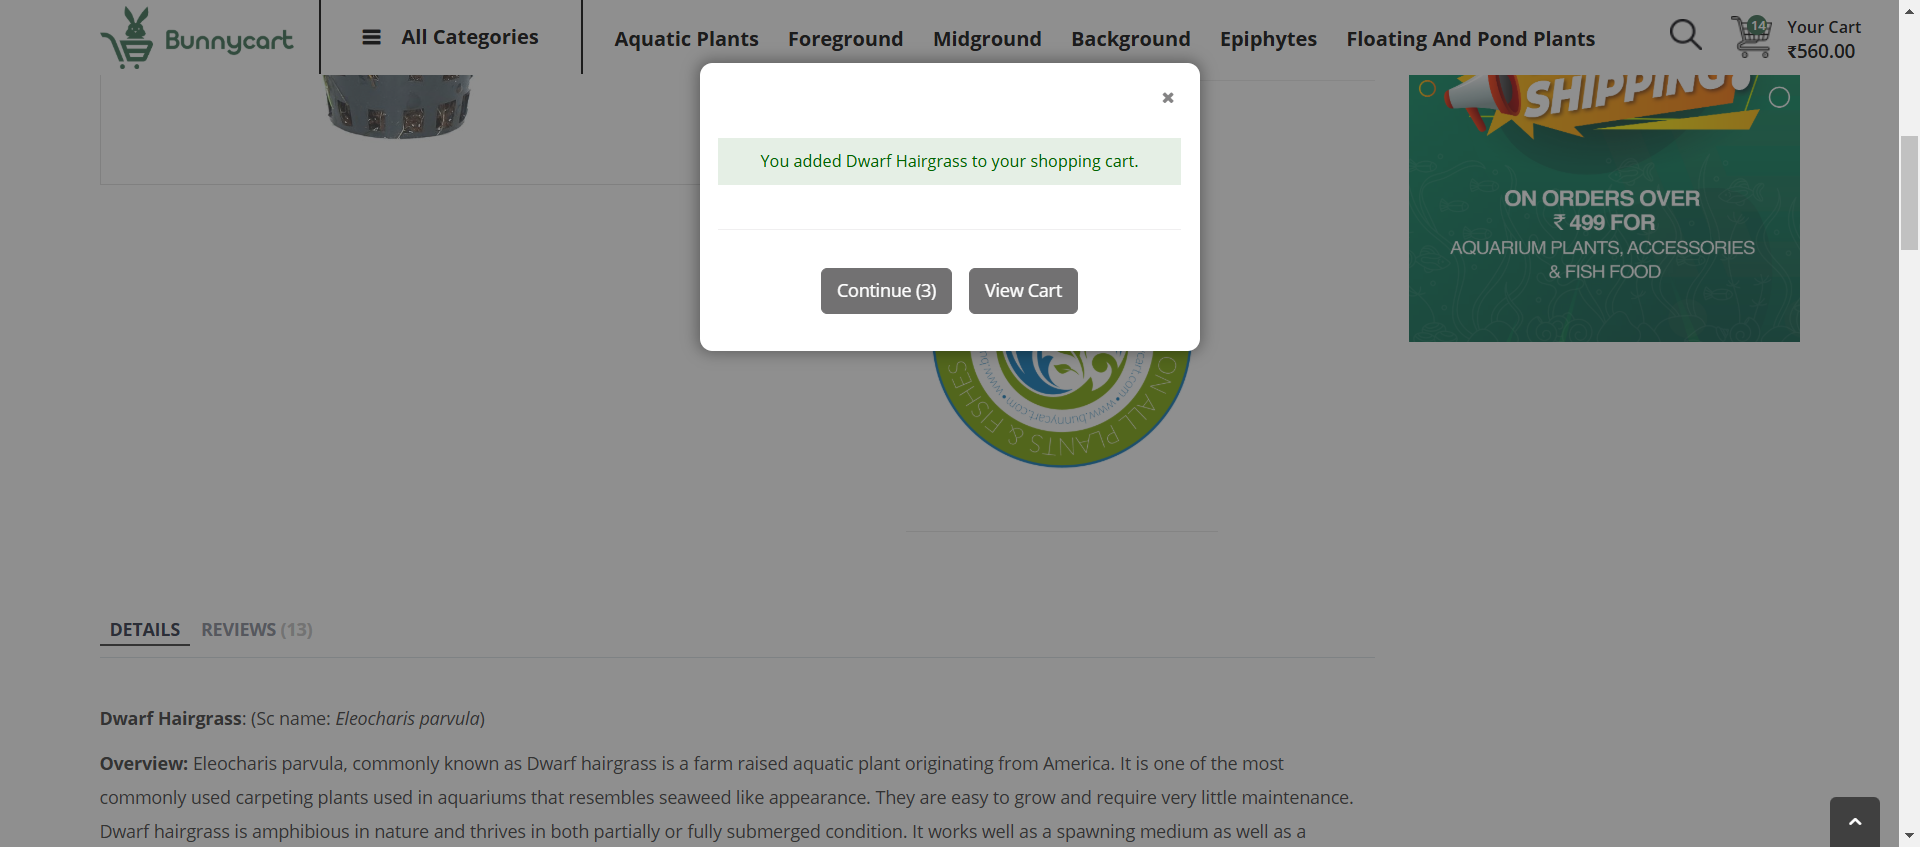 Bunnycart
All Categories
Aquatic Plants
Foreground
Midground
Background
Epiphytes
Floating And Pond Plants
14
Your Cart
₹560.00
SHIPPING!
ON ORDERS OVER
₹ 499 FOR
AQUARIUM PLANTS, ACCESSORIES
& FISH FOOD
You added Dwarf Hairgrass to your shopping cart.
Continue (3)
View Cart
ON ALL PLANTS & FISHES
www.bunnycart.com
DETAILS
REVIEWS (13)
Dwarf Hairgrass: (Sc name: Eleocharis parvula)
Overview: Eleocharis parvula, commonly known as Dwarf hairgrass is a farm raised aquatic plant originating from America. It is one of the most
commonly used carpeting plants used in aquariums that resembles seaweed like appearance. They are easy to grow and require very little maintenance.
Dwarf hairgrass is amphibious in nature and thrives in both partially or fully submerged condition. It works well as a spawning medium as well as a